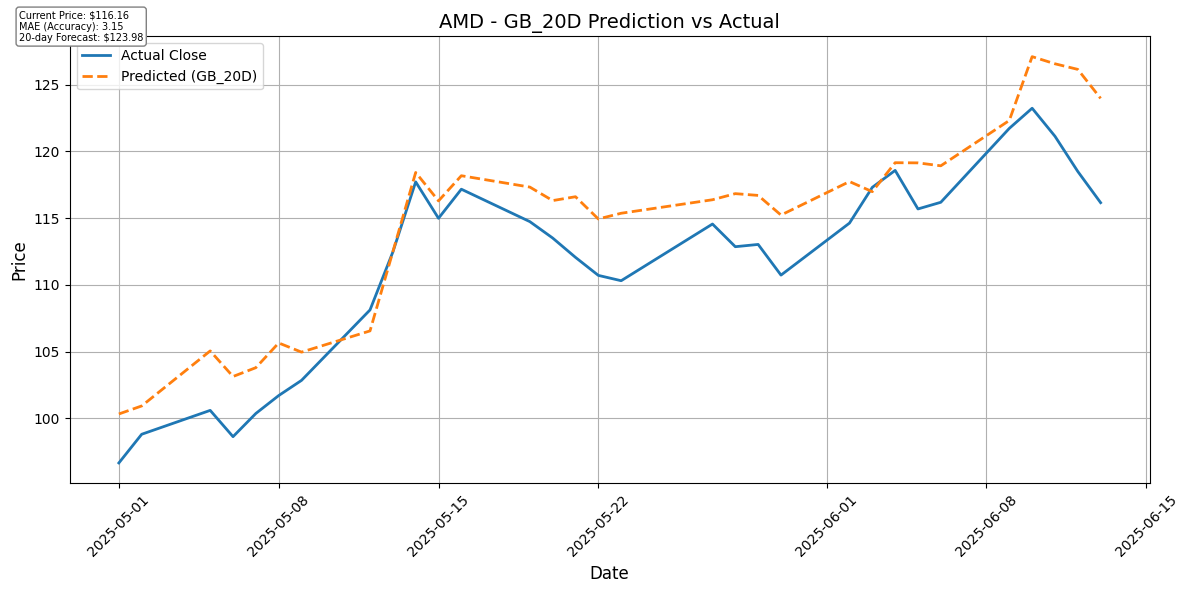 Current Price: $116.16
MAE (Accuracy): 3.15
20-day Forecast: $123.98
AMD - GB_20D Prediction vs Actual
Actual Close
Predicted (GB_20D)
Price
125
120
115
110
105
100
2025-05-01
2025-05-08
2025-05-15
2025-05-22
2025-06-01
2025-06-08
2025-06-15
Date